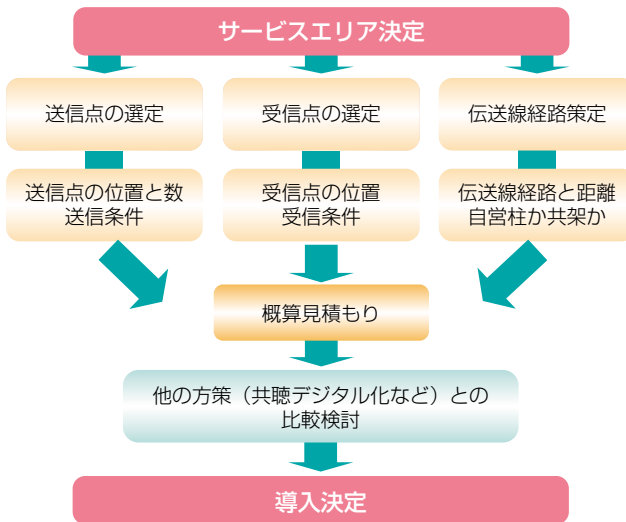 サービスエリア決定
送信点の選定
受信点の選定
伝送線経路策定
送信点の位置と数
送信条件
受信点の位置
受信条件
伝送線経路と距離
自営柱か共架か
概算見積もり
他の方策（共聴デジタル化など）との
比較検討
導入決定